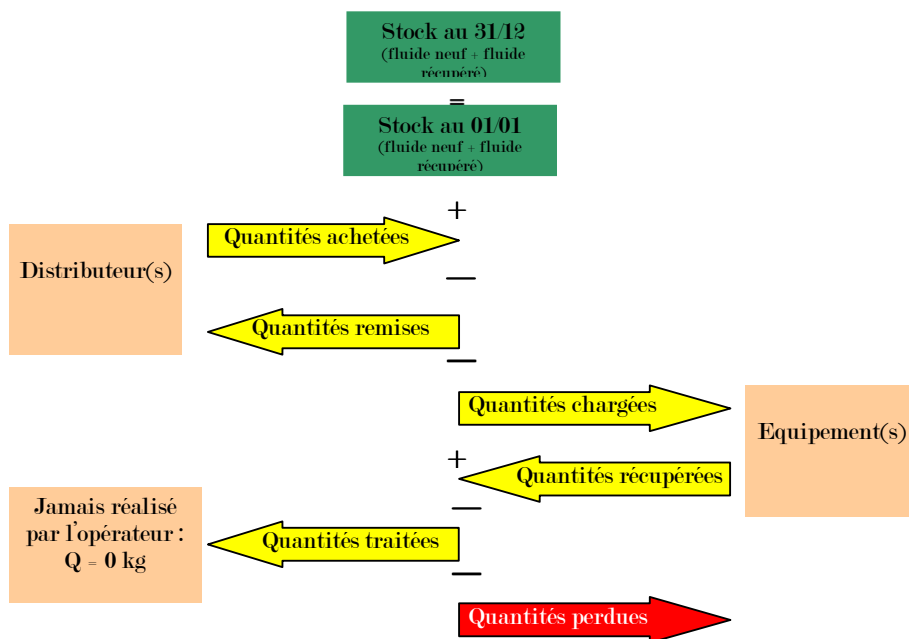 Stock au 31/12
(fluide neuf + fluide
récupéré)
=
Stock au 01/01
(fluide neuf + fluide
récupéré)
+
Quantités achetées
Distributeur(s)
—
Quantités remises
—
Quantités chargées
Equipement(s)
+
Quantités récupérées
Jamais réalisé
par l'opérateur :
Q = 0 kg
—
Quantités traitées
—
Quantités perdues